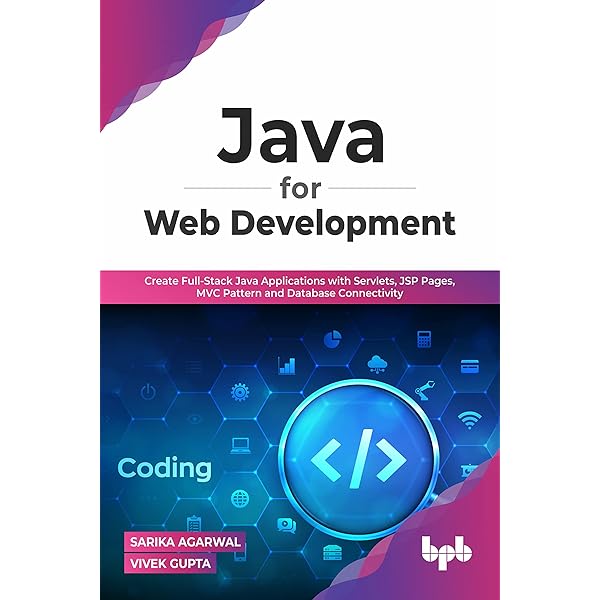 Java
for
Web Development
Create Full-Stack Java Applications with Servlets, JSP Pages,
MVC Pattern and Database Connectivity
Coding
</>
SARIKA AGARWAL
VIVEK GUPTA
bpb